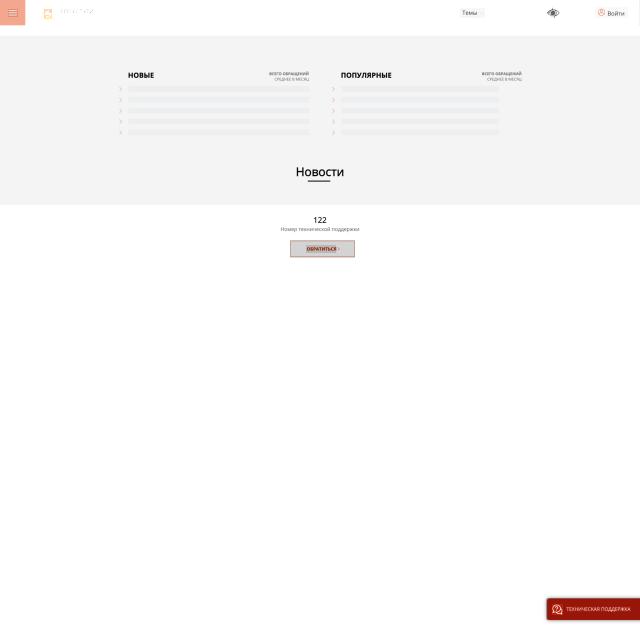 Темы
Войти
НОВЫЕ
ВСЕГО ОБРАЩЕНИЙ
СРЕДНЕЕ В МЕСЯЦ
ПОПУЛЯРНЫЕ
ВСЕГО ОБРАЩЕНИЙ
СРЕДНЕЕ В МЕСЯЦ
Новости
122
Номер технической поддержки
ОБРАТИТЬСЯ
ТЕХНИЧЕСКАЯ ПОДДЕРЖКА